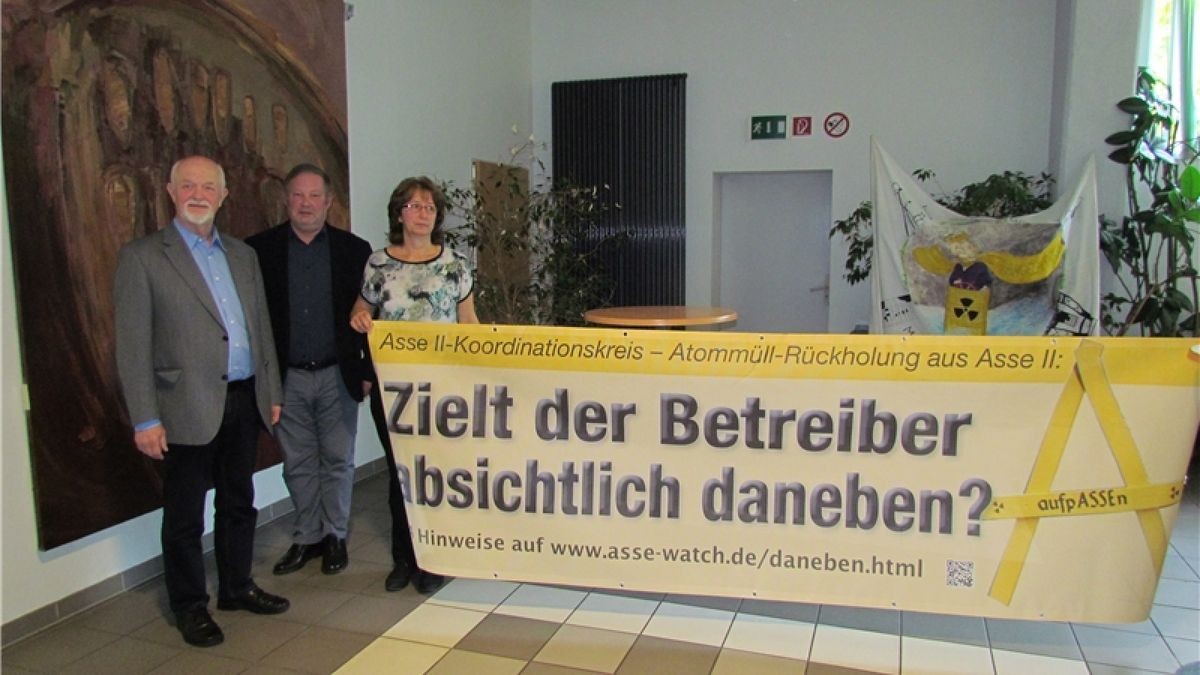 Asse II-Koordinationskreis – Atommüll-Rückholung aus Asse II:
Zielt der Betreiber
absichtlich daneben?
Hinweise auf www.asse-watch.de/daneben.html
aufpASSEn